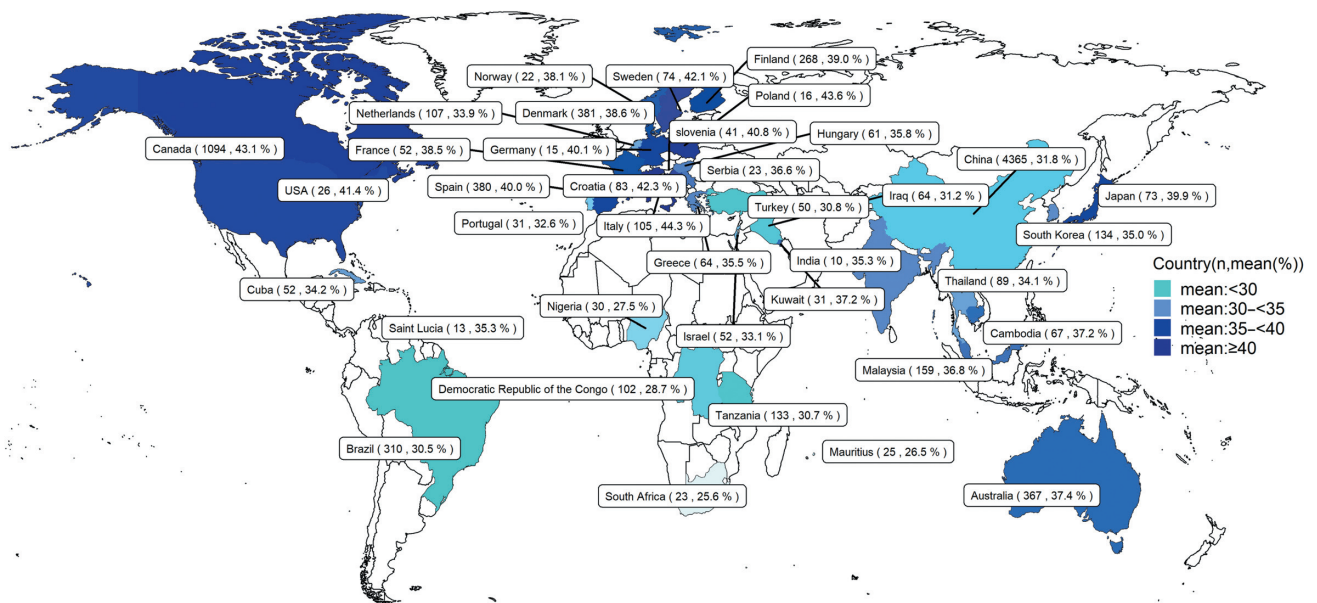 Finland ( 268 , 39.0 % )
Norway ( 22 , 38.1% )
Sweden ( 74 , 42.1% )
Poland ( 16 , 43.6 % )
Netherlands ( 107 , 33.9 % )
Denmark ( 381 , 38.6 % )
slovenia ( 41 , 40.8 % )
Hungary ( 61 , 35.8 % )
Canada ( 1094 , 43.1 % )
France ( 52 , 38.5 % )
Germany ( 15 , 40.1 % )
China ( 4365 , 31.8 % )
Serbia ( 23 , 36.6 % )
USA ( 26 , 41.4 % )
Spain ( 380 , 40.0 % )
Croatia ( 83 , 42.3 % )
Iraq ( 64 , 31.2 % )
Japan ( 73 , 39.9 % )
Turkey ( 50 , 30.8 % )
Portugal ( 31 , 32.6 % )
Italy ( 105 , 44.3 % )
South Korea ( 134 , 35.0 % )
Greece ( 64 , 35.5 % )
India ( 10 , 35.3 % )
Country(n,mean(%))
mean:<30
mean:30-<35
mean:35-<40
mean:≥40
Cuba ( 52 , 34.2 % )
Thailand ( 89 , 34.1 % )
Nigeria ( 30 , 27.5 % )
Kuwait ( 31 , 37.2 % )
Saint Lucia ( 13 , 35.3 % )
Israel ( 52 , 33.1 % )
Cambodia ( 67 , 37.2 % )
Malaysia ( 159 , 36.8 % )
Democratic Republic of the Congo ( 102 , 28.7 % )
Tanzania ( 133 , 30.7 % )
Brazil ( 310 , 30.5 % )
Mauritius ( 25 , 26.5 % )
South Africa ( 23 , 25.6 % )
Australia ( 367 , 37.4 % )